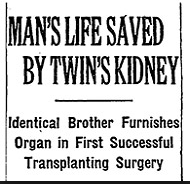 MAN'S LIFE SAVED
BY TWIN'S KIDNEY
Identical Brother Furnishes
Organ in First Successful
Transplanting Surgery